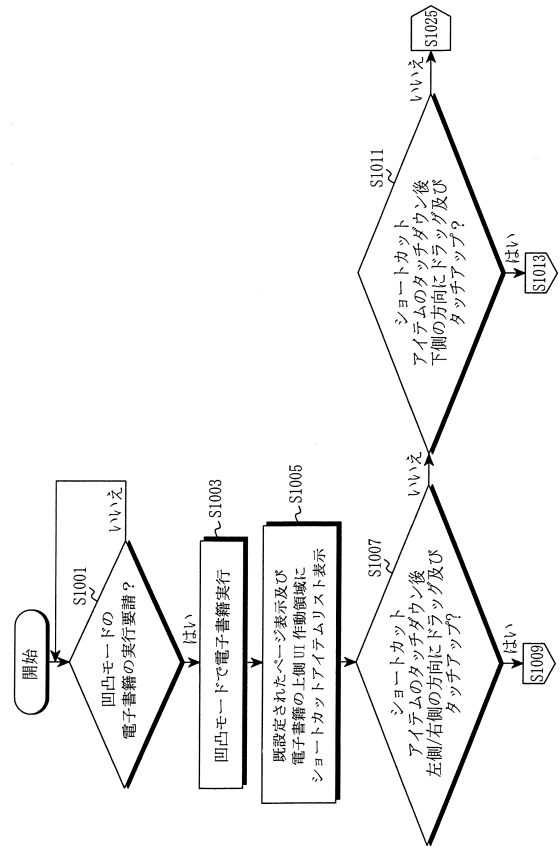 開始
S1001
凹凸モードの
電子書籍の実行要請？
いいえ
はい
S1003
凹凸モードで電子書籍実行
S1005
既設定されたページ表示及び
電子書籍の上側 UI 作動領域に
ショートカットアイテムリスト表示
S1007
ショートカット
アイテムのタッチダウン後
左側/右側の方向にドラッグ及び
タッチアップ？
いいえ
はい
S1009
S1011
ショートカット
アイテムのタッチダウン後
下側の方向にドラッグ及び
タッチアップ？
いいえ
S1025
はい
S1013